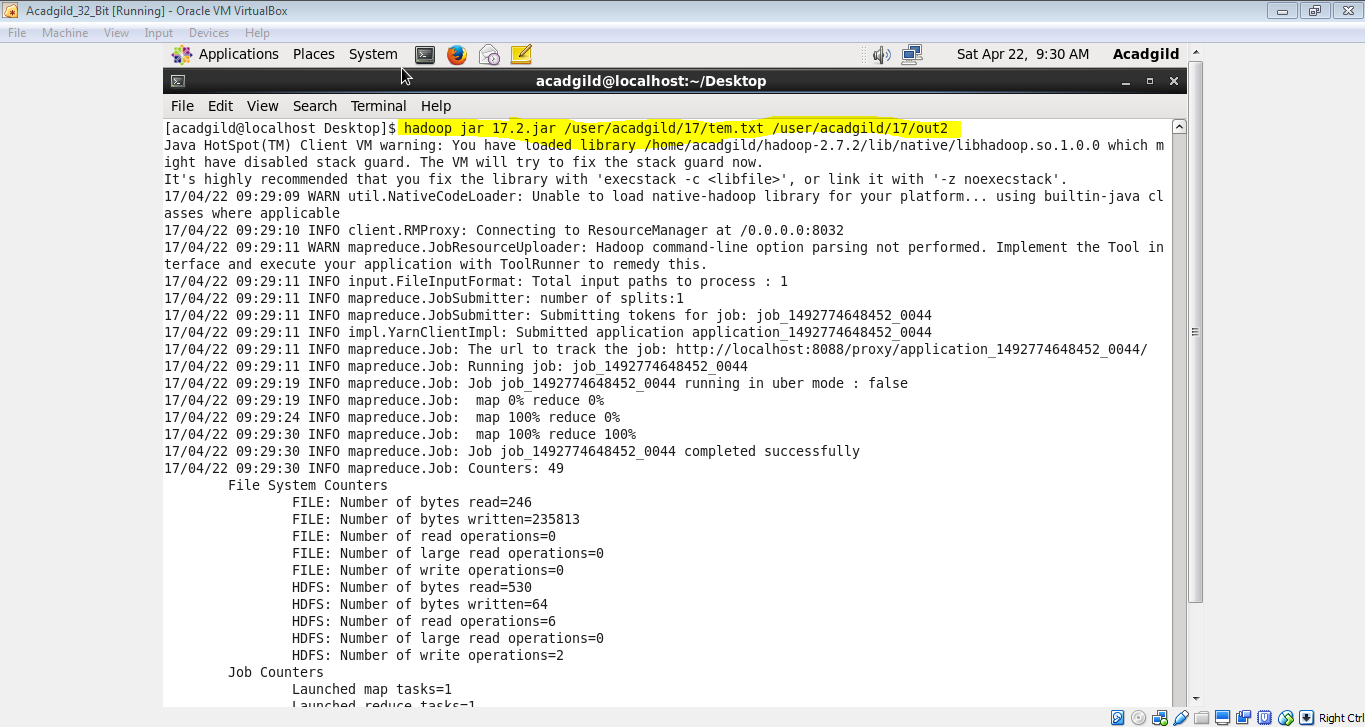 Acadgild_32_Bit [Running] - Oracle VM VirtualBox
File Machine View Input Devices Help
Applications Places System Sat Apr 22, 9:30 AM Acadgild
acadgild@localhost:~/Desktop
File Edit View Search Terminal Help
[acadgild@localhost Desktop]$ hadoop jar 17.2.jar /user/acadgild/17/tem.txt /user/acadgild/17/out2
Java HotSpot(TM) Client VM warning: You have loaded library /home/acadgild/hadoop-2.7.2/lib/native/libhadoop.so.1.0.0 which m
ight have disabled stack guard. The VM will try to fix the stack guard now.
It's highly recommended that you fix the library with 'execstack -c <libfile>', or link it with '-z noexecstack'.
17/04/22 09:29:09 WARN util.NativeCodeLoader: Unable to load native-hadoop library for your platform... using builtin-java cl
asses where applicable
17/04/22 09:29:10 INFO client.RMProxy: Connecting to ResourceManager at /0.0.0.0:8032
17/04/22 09:29:11 WARN mapreduce.JobResourceUploader: Hadoop command-line option parsing not performed. Implement the Tool in
terface and execute your application with ToolRunner to remedy this.
17/04/22 09:29:11 INFO input.FileInputFormat: Total input paths to process : 1
17/04/22 09:29:11 INFO mapreduce.JobSubmitter: number of splits:1
17/04/22 09:29:11 INFO mapreduce.JobSubmitter: Submitting tokens for job: job_1492774648452_0044
17/04/22 09:29:11 INFO impl.YarnClientImpl: Submitted application application_1492774648452_0044
17/04/22 09:29:11 INFO mapreduce.Job: The url to track the job: http://localhost:8088/proxy/application_1492774648452_0044/
17/04/22 09:29:11 INFO mapreduce.Job: Running job: job_1492774648452_0044
17/04/22 09:29:19 INFO mapreduce.Job: Job job_1492774648452_0044 running in uber mode : false
17/04/22 09:29:19 INFO mapreduce.Job:  map 0% reduce 0%
17/04/22 09:29:24 INFO mapreduce.Job:  map 100% reduce 0%
17/04/22 09:29:30 INFO mapreduce.Job:  map 100% reduce 100%
17/04/22 09:29:30 INFO mapreduce.Job: Job job_1492774648452_0044 completed successfully
17/04/22 09:29:30 INFO mapreduce.Job: Counters: 49
File System Counters
FILE: Number of bytes read=246
FILE: Number of bytes written=235813
FILE: Number of read operations=0
FILE: Number of large read operations=0
FILE: Number of write operations=0
HDFS: Number of bytes read=530
HDFS: Number of bytes written=64
HDFS: Number of read operations=6
HDFS: Number of large read operations=0
HDFS: Number of write operations=2
Job Counters
Launched map tasks=1
Launched reduce tasks=1
Right Ctrl